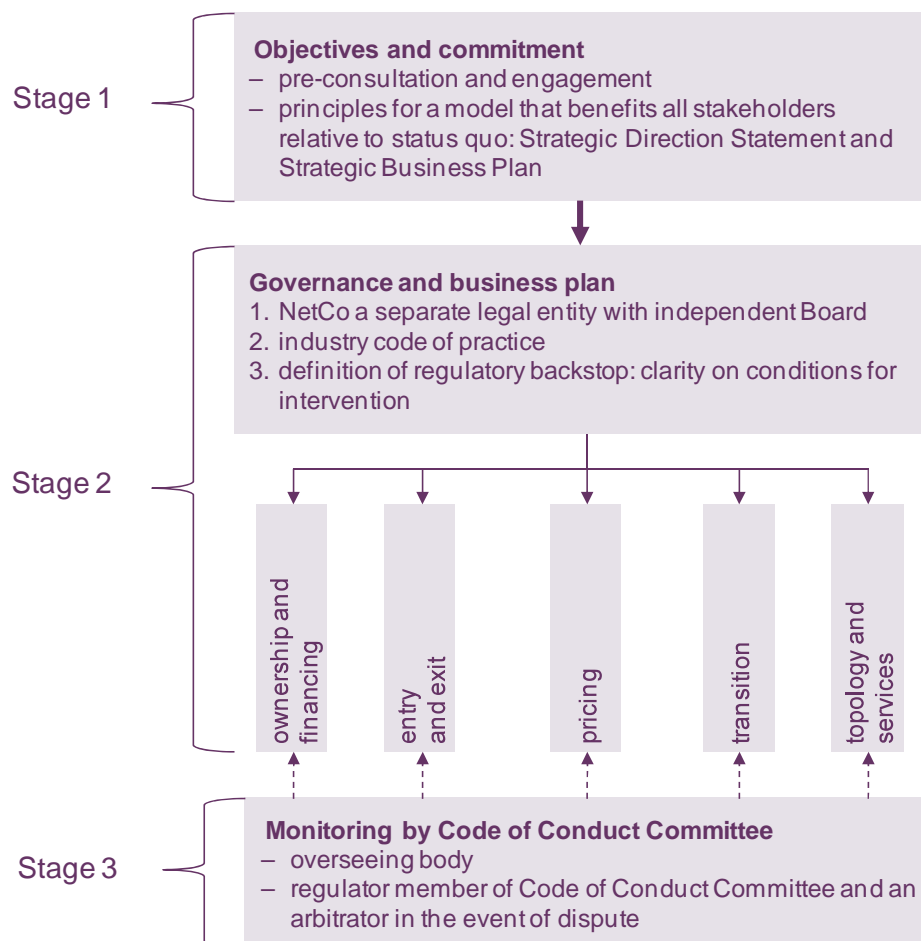 Stage 1
Objectives and commitment
– pre-consultation and engagement
– principles for a model that benefits all stakeholders
relative to status quo: Strategic Direction Statement and
Strategic Business Plan
Stage 2
Governance and business plan
1. NetCo a separate legal entity with independent Board
2. industry code of practice
3. definition of regulatory backstop: clarity on conditions for
intervention
ownership and
financing
entry
and exit
pricing
transition
topology and
services
Stage 3
Monitoring by Code of Conduct Committee
– overseeing body
– regulator member of Code of Conduct Committee and an
arbitrator in the event of dispute